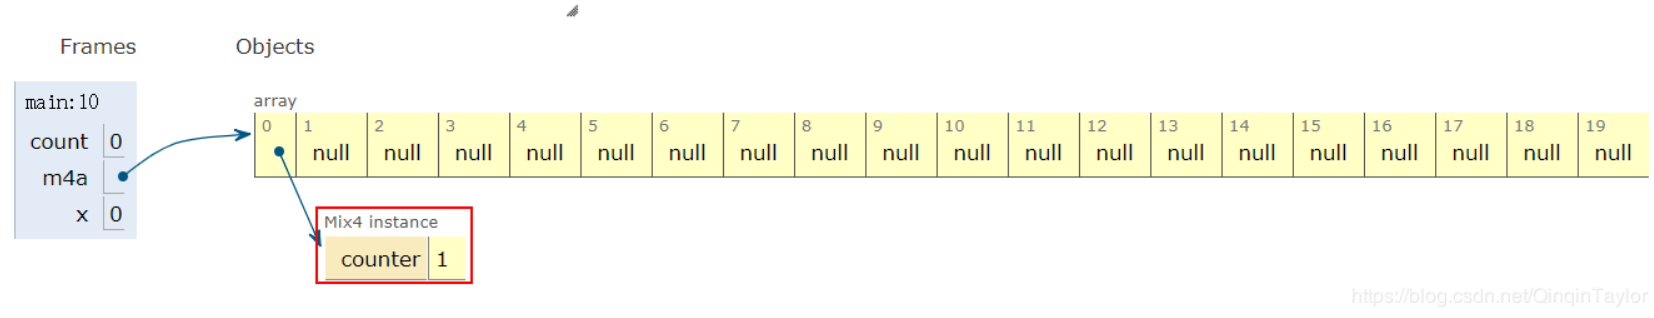 Frames Objects
main:10
array
count 0
m4a
x 0
0 1 2 3 4 5 6 7 8 9 10 11 12 13 14 15 16 17 18 19
null null null null null null null null null null null null null null null null null null null
Mix4 instance
counter 1
https://blog.csdn.net/QinqinTaylor